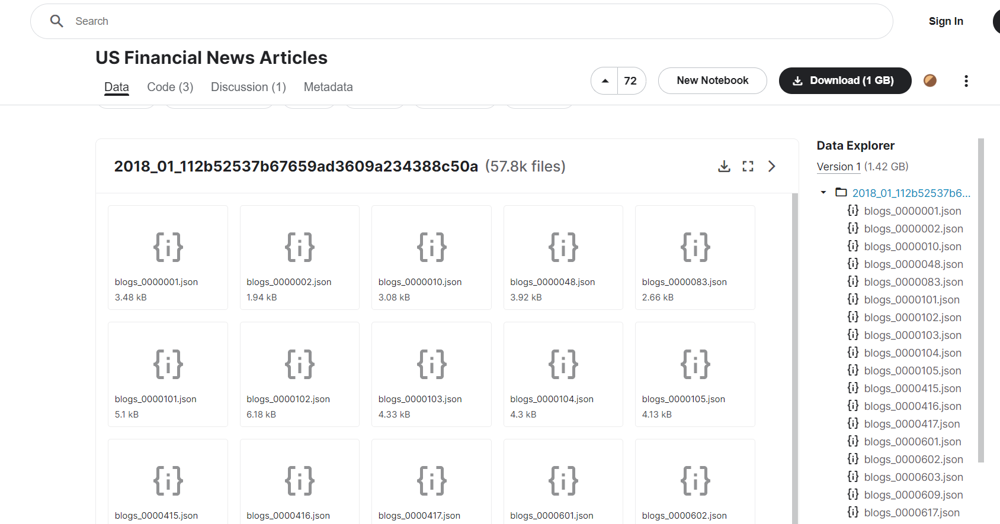 Search
Sign In
US Financial News Articles
Data Code (3) Discussion (1) Metadata
72
New Notebook
Download (1 GB)
2018_01_112b52537b67659ad3609a234388c50a (57.8k files)
blogs_0000001.json blogs_0000002.json blogs_0000010.json blogs_0000048.json blogs_0000083.json
3.48 kB 1.94 kB 3.08 kB 3.92 kB 2.66 kB
blogs_0000101.json blogs_0000102.json blogs_0000103.json blogs_0000104.json blogs_0000105.json
5.1 kB 6.18 kB 4.33 kB 4.3 kB 4.13 kB
blogs_0000415.json blogs_0000416.json blogs_0000417.json blogs_0000601.json blogs_0000602.json
Data Explorer
Version 1 (1.42 GB)
2018_01_112b52537b6...
blogs_0000001.json
blogs_0000002.json
blogs_0000010.json
blogs_0000048.json
blogs_0000083.json
blogs_0000101.json
blogs_0000102.json
blogs_0000103.json
blogs_0000104.json
blogs_0000105.json
blogs_0000415.json
blogs_0000416.json
blogs_0000417.json
blogs_0000601.json
blogs_0000602.json
blogs_0000603.json
blogs_0000609.json
blogs_0000617.json